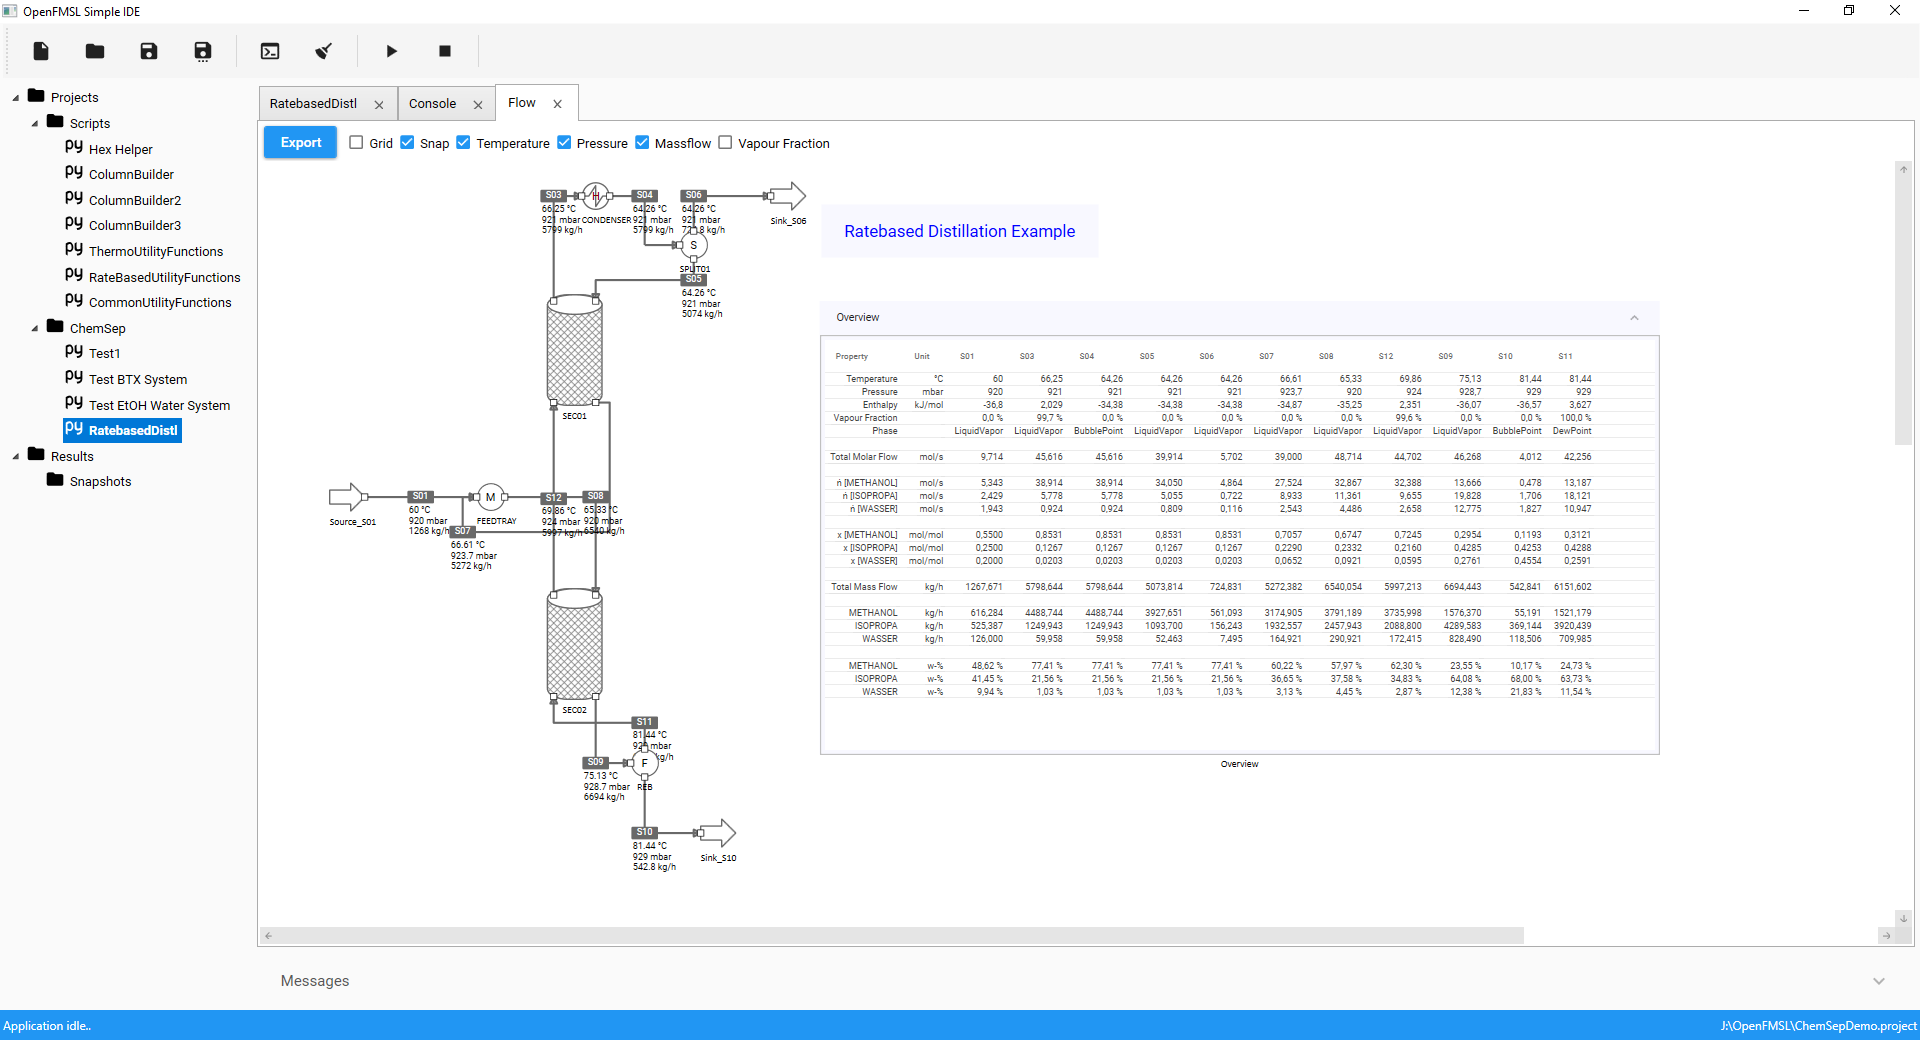 OpenFMSL Simple IDE
Projects
Scripts
Hex Helper
ColumnBuilder
ColumnBuilder2
ColumnBuilder3
ThermoUtilityFunctions
RateBasedUtilityFunctions
CommonUtilityFunctions
ChemSep
Test1
Test BTX System
Test EtOH Water System
RatebasedDistl
Results
Snapshots
RatebasedDistl Console Flow
Export Grid Snap Temperature Pressure Massflow Vapour Fraction
S03
66.25 °C
921 mbar
5799 kg/h
H
CONDENSER
S04
64.26 °C
921 mbar
5799 kg/h
S06
64.26 °C
921 mbar
Sink_S06
S
SPLIT01
S05
64.26 °C
921 mbar
5074 kg/h
SEC01
Source_S01
S01
60 °C
920 mbar
1268 kg/h
M
FEEDTRAY
S07
66.61 °C
923.7 mbar
5272 kg/h
S12
69.86 °C
924 mbar
5997 kg/h
S08
65.33 °C
920 mbar
6540 kg/h
SEC02
S11
81.44 °C
929 mbar
kg/h
S09
75.13 °C
928.7 mbar
6694 kg/h
F
REB
S10
81.44 °C
929 mbar
542.8 kg/h
Sink_S10
Ratebased Distillation Example
Overview
Property Unit S01 S03 S04 S05 S06 S07 S08 S12 S09 S10 S11
Temperature °C 60 66,25 64,26 64,26 64,26 66,61 65,33 69,86 75,13 81,44 81,44
Pressure mbar 920 921 921 921 921 923,7 920 924 928,7 929 929
Enthalpy kJ/mol -36,8 2,029 -34,38 -34,38 -34,38 -34,87 -35,25 2,351 -36,07 -36,57 3,627
Vapour Fraction 0,0 % 99,7 % 0,0 % 0,0 % 0,0 % 0,0 % 0,0 % 99,6 % 0,0 % 0,0 % 100,0 %
Phase LiquidVapor LiquidVapor BubblePoint LiquidVapor LiquidVapor LiquidVapor LiquidVapor LiquidVapor LiquidVapor BubblePoint DewPoint
Total Molar Flow mol/s 9,714 45,616 45,616 39,914 5,702 39,000 48,714 44,702 46,268 4,012 42,256
ṅ [METHANOL] mol/s 5,343 38,914 38,914 34,050 4,864 27,524 32,867 32,388 13,666 0,478 13,187
ṅ [ISOPROPA] mol/s 2,429 5,778 5,778 5,055 0,722 8,933 11,361 9,655 19,828 1,706 18,121
ṅ [WASSER] mol/s 1,943 0,924 0,924 0,809 0,116 2,543 4,486 2,658 12,775 1,827 10,947
x [METHANOL] mol/mol 0,5500 0,8531 0,8531 0,8531 0,8531 0,7057 0,6747 0,7245 0,2954 0,1193 0,3121
x [ISOPROPA] mol/mol 0,2500 0,1267 0,1267 0,1267 0,1267 0,2290 0,2332 0,2160 0,4285 0,4253 0,4288
x [WASSER] mol/mol 0,2000 0,0203 0,0203 0,0203 0,0203 0,0652 0,0921 0,0595 0,2761 0,4554 0,2591
Total Mass Flow kg/h 1267,671 5798,644 5798,644 5073,814 724,831 5272,382 6540,054 5997,213 6694,443 542,841 6151,602
METHANOL kg/h 616,284 4488,744 4488,744 3927,651 561,093 3174,905 3791,189 3735,998 1576,370 55,191 1521,179
ISOPROPA kg/h 525,387 1249,943 1249,943 1093,700 156,243 1932,557 2457,943 2088,800 4289,583 369,144 3920,439
WASSER kg/h 126,000 59,958 59,958 52,463 7,495 164,921 290,921 172,415 828,490 118,506 709,985
METHANOL w-% 48,62 % 77,41 % 77,41 % 77,41 % 77,41 % 60,22 % 57,97 % 62,30 % 23,55 % 10,17 % 24,73 %
ISOPROPA w-% 41,45 % 21,56 % 21,56 % 21,56 % 21,56 % 36,65 % 37,58 % 34,83 % 64,08 % 68,00 % 63,73 %
WASSER w-% 9,94 % 1,03 % 1,03 % 1,03 % 1,03 % 3,13 % 4,45 % 2,87 % 12,38 % 21,83 % 11,54 %
Overview
Messages
Application idle..
J:\OpenFMSL\ChemSepDemo.project